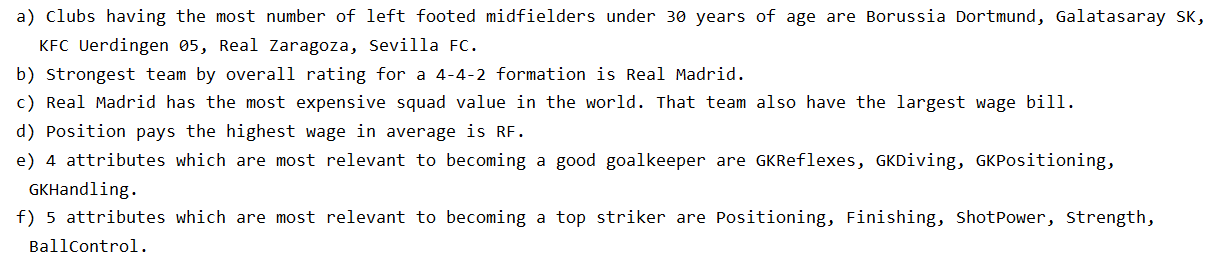 a) Clubs having the most number of left footed midfielders under 30 years of age are Borussia Dortmund, Galatasaray SK,
KFC Uerdingen 05, Real Zaragoza, Sevilla FC.
b) Strongest team by overall rating for a 4-4-2 formation is Real Madrid.
c) Real Madrid has the most expensive squad value in the world. That team also have the largest wage bill.
d) Position pays the highest wage in average is RF.
e) 4 attributes which are most relevant to becoming a good goalkeeper are GKReflexes, GKDiving, GKPositioning,
GKHandling.
f) 5 attributes which are most relevant to becoming a top striker are Positioning, Finishing, ShotPower, Strength,
BallControl.